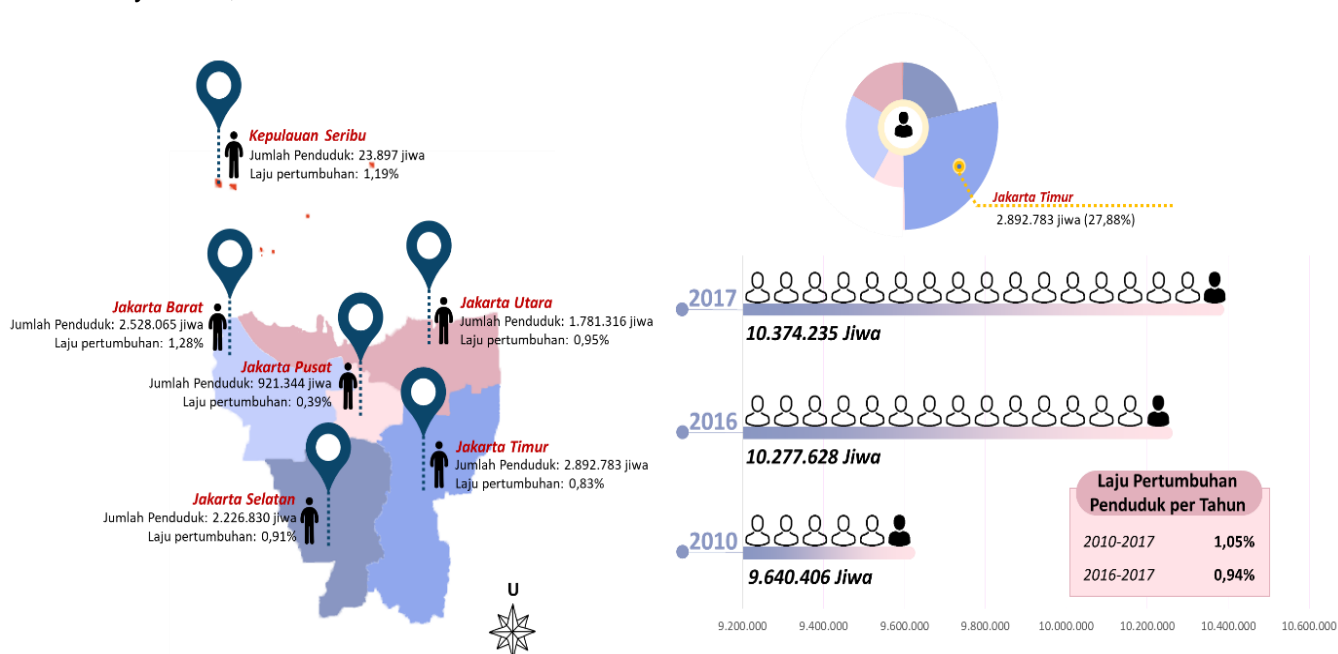 Kepulauan Seribu
Jumlah Penduduk: 23.897 jiwa
Laju pertumbuhan: 1,19%
Jakarta Barat
Jumlah Penduduk: 2.528.065 jiwa
Laju pertumbuhan: 1,28%
Jakarta Utara
Jumlah Penduduk: 1.781.316 jiwa
Laju pertumbuhan: 0,95%
Jakarta Pusat
Jumlah Penduduk: 921.344 jiwa
Laju pertumbuhan: 0,39%
Jakarta Timur
Jumlah Penduduk: 2.892.783 jiwa
Laju pertumbuhan: 0,83%
Jakarta Selatan
Jumlah Penduduk: 2.226.830 jiwa
Laju pertumbuhan: 0,91%
U
Jakarta Timur
2.892.783 jiwa (27,88%)
2017
10.374.235 Jiwa
2016
10.277.628 Jiwa
2010
9.640.406 Jiwa
Laju Pertumbuhan
Penduduk per Tahun
2010-2017 1,05%
2016-2017 0,94%
9.200.000 9.400.000 9.600.000 9.800.000 10.000.000 10.200.000 10.400.000 10.600.000